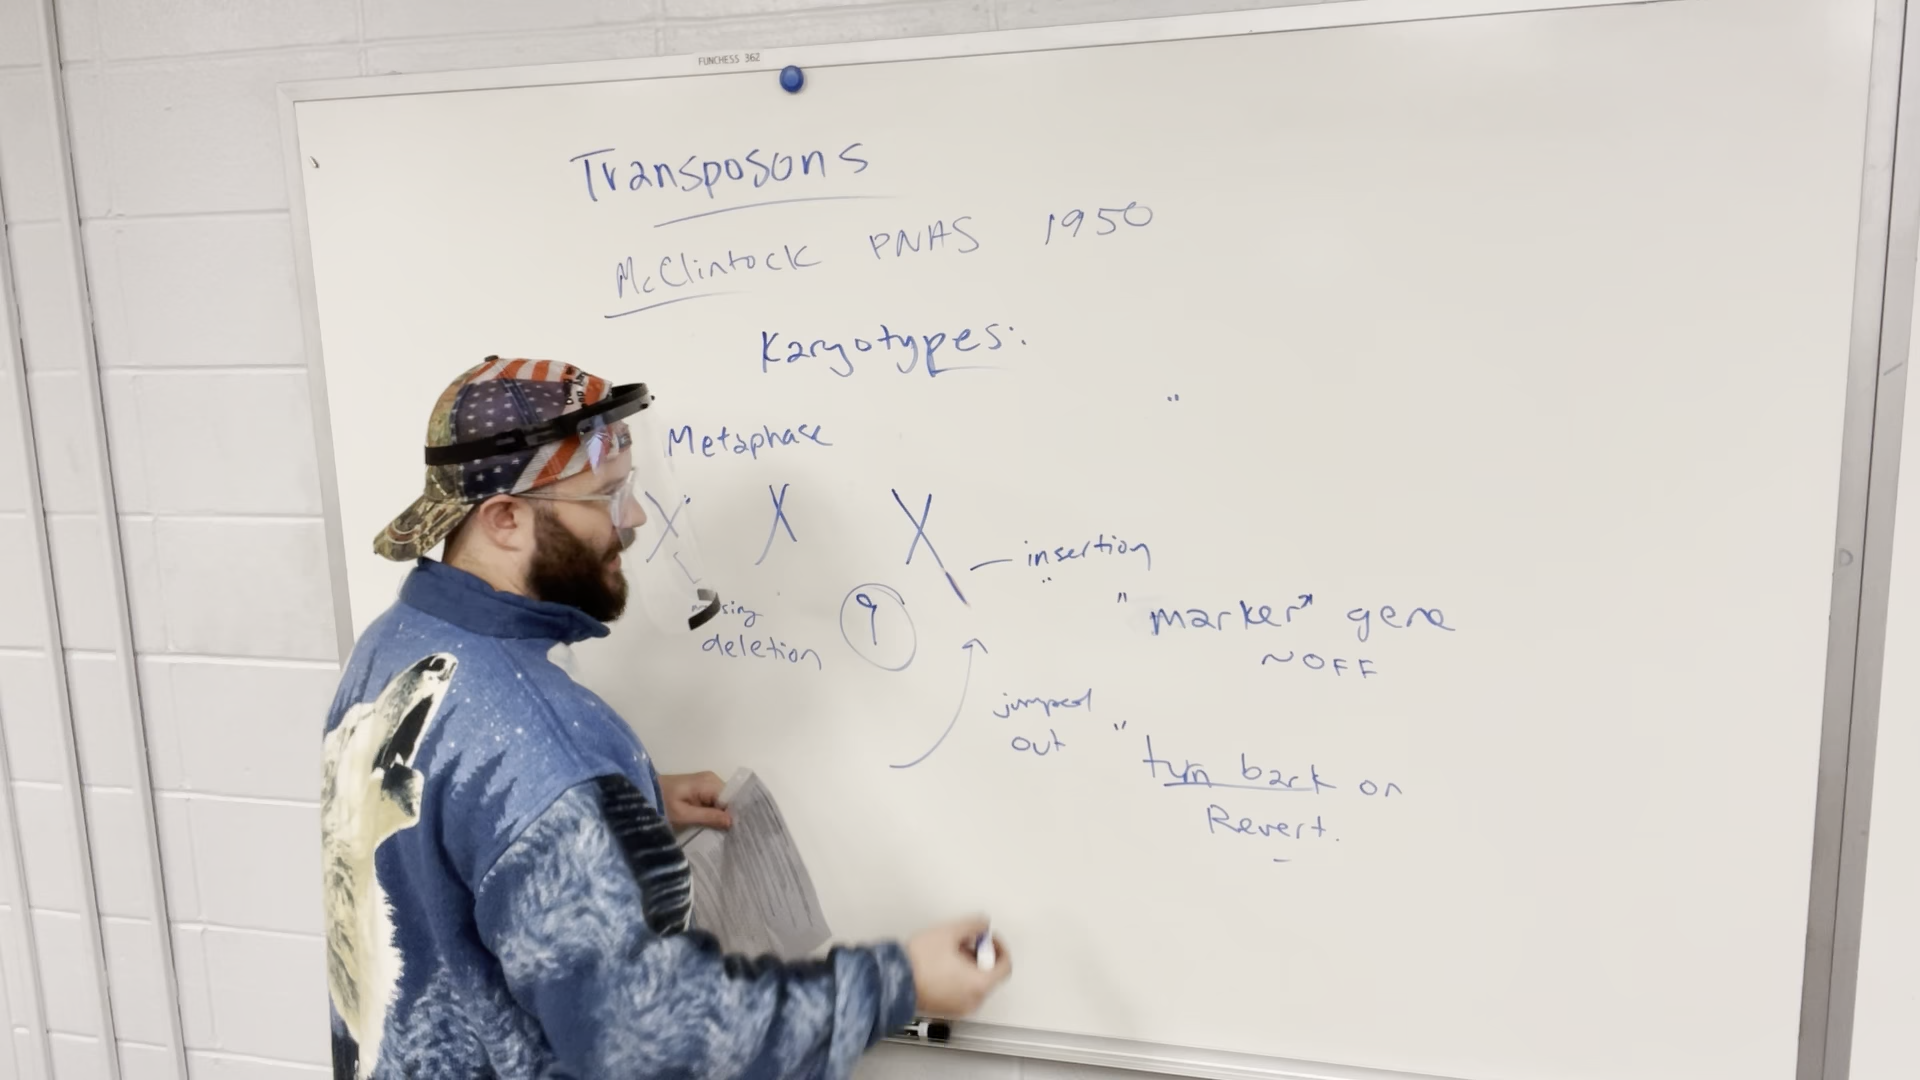 FUNCHESS 362
Transposons
McClintock PNAS 1950
Karyotypes:
"
Metaphase
insertion
deletion
9
"marker" gene
~OFF
jumped
out
" turn back on
Revert.